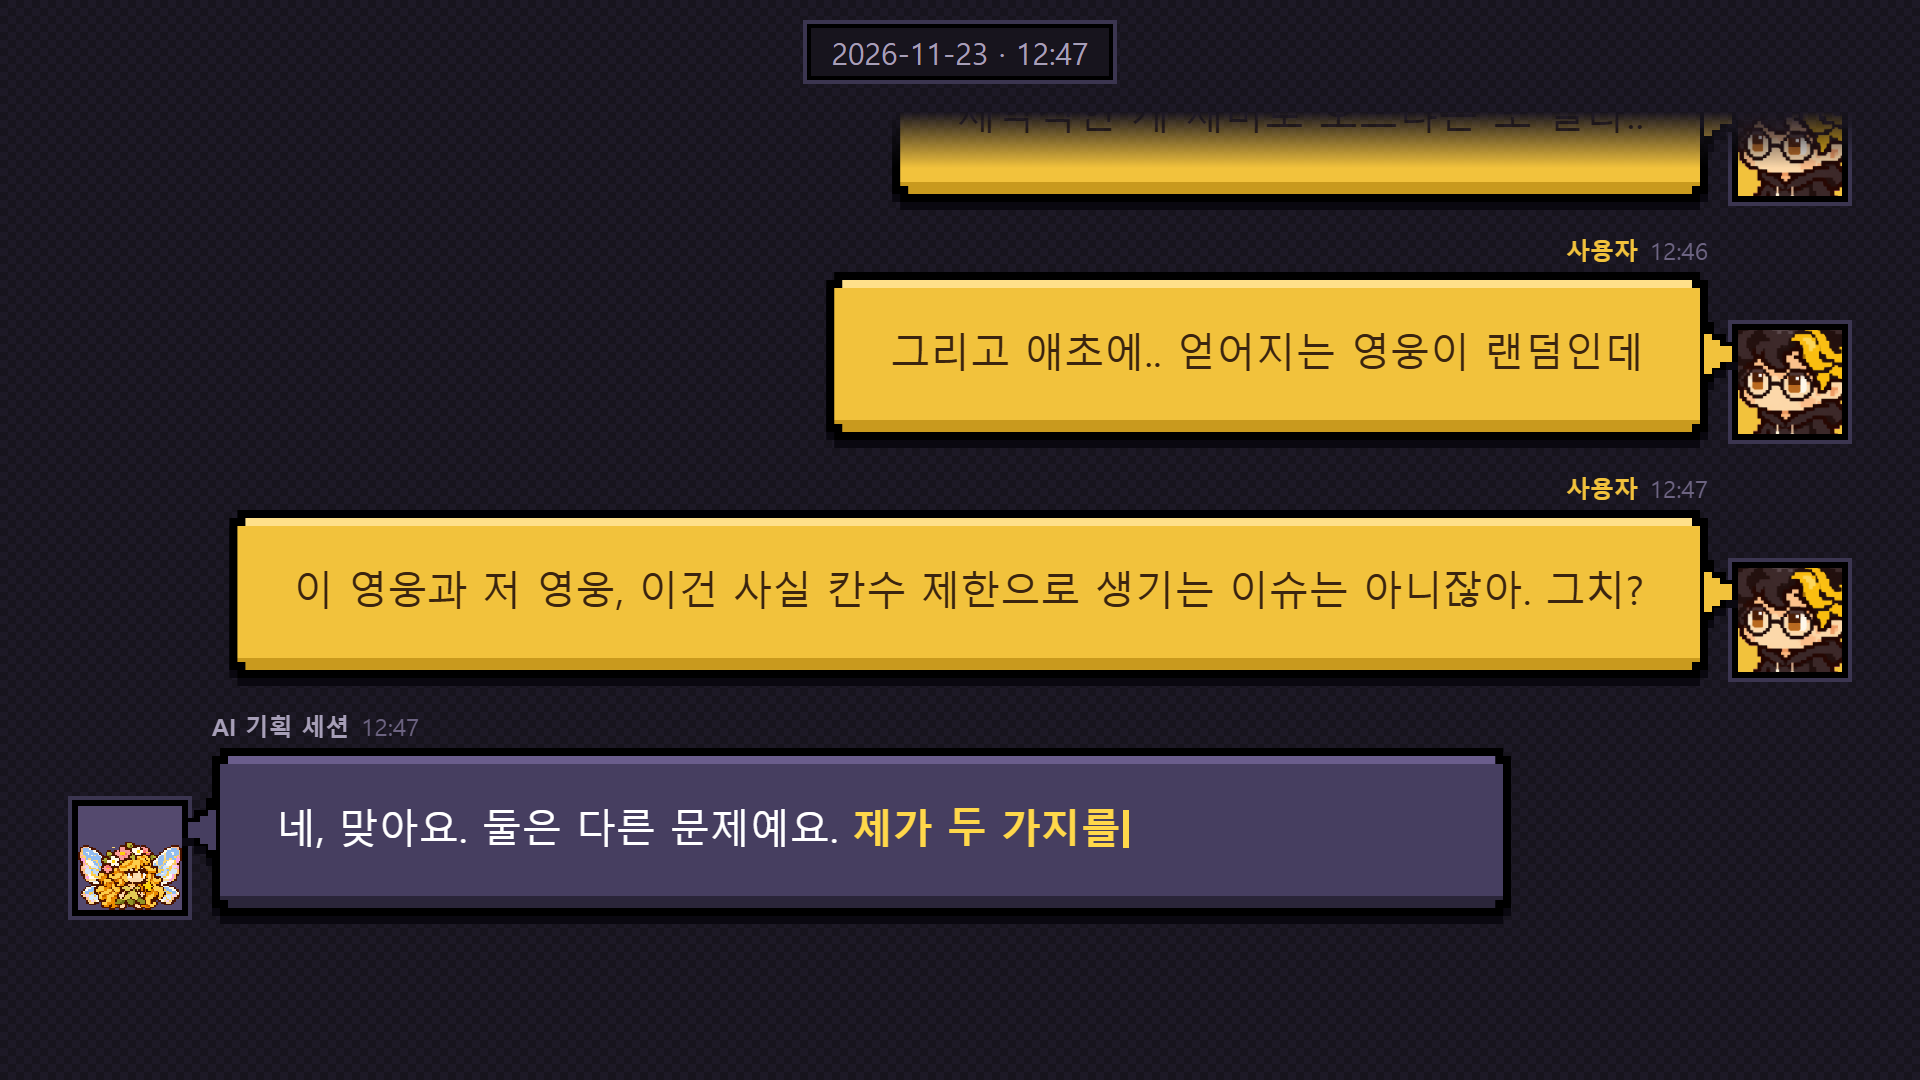 2026-11-23 · 12:47
사용자 12:46
그리고 애초에.. 얻어지는 영웅이 랜덤인데
사용자 12:47
이 영웅과 저 영웅, 이건 사실 칸수 제한으로 생기는 이슈는 아니잖아. 그치?
AI 기획 세션 12:47
네, 맞아요. 둘은 다른 문제예요. 제가 두 가지를